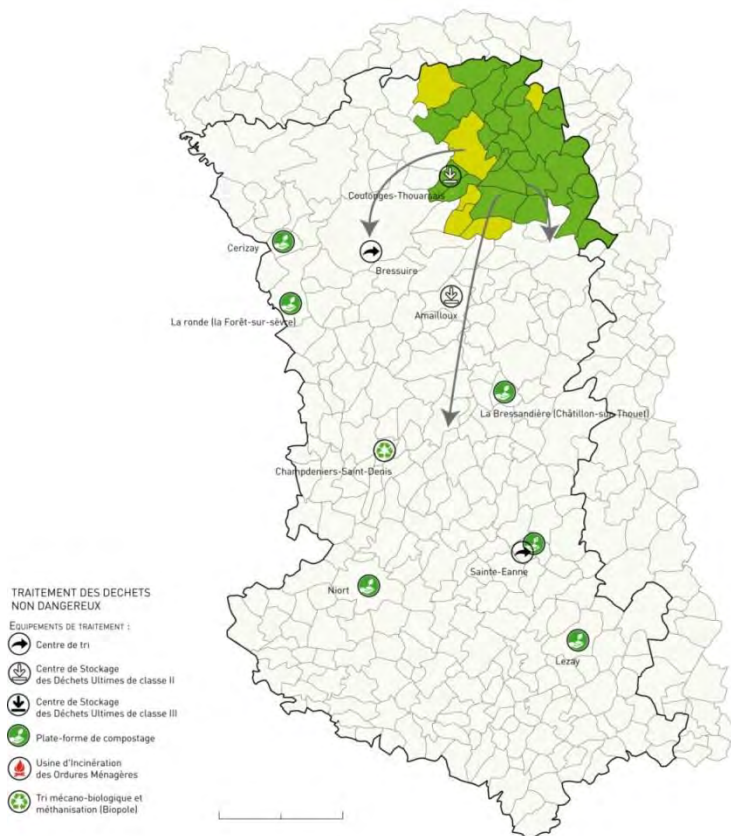 Coulonges-Thouarsais
Cerizay
Bressuire
La ronde (la Forêt-sur-sèvre)
Amailloux
La Bressandière (Châtillon-sur-Thouet)
Champdeniers-Saint-Denis
Sainte-Eanne
Niort
Lezay
TRAITEMENT DES DECHETS
NON DANGEREUX
EQUIPEMENTS DE TRAITEMENT :
Centre de tri
Centre de Stockage
des Déchets Ultimes de classe II
Centre de Stockage
des Déchets Ultimes de classe III
Plate-forme de compostage
Usine d'Incinération
des Ordures Ménagères
Tri mécano-biologique et
méthanisation (Biopole)